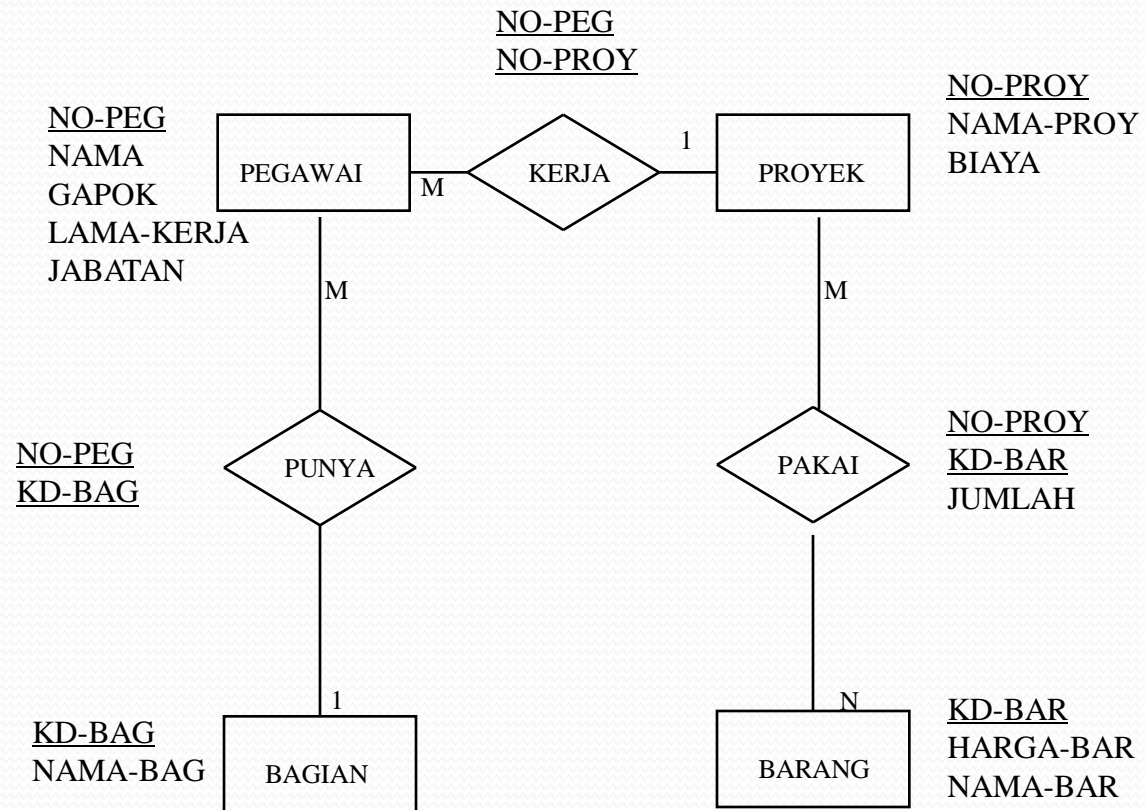 NO-PEG
NO-PROY
NO-PEG
NAMA
GAPOK
LAMA-KERJA
JABATAN
PEGAWAI
M
KERJA
1
PROYEK
NO-PROY
NAMA-PROY
BIAYA
M
M
NO-PEG
KD-BAG
PUNYA
PAKAI
NO-PROY
KD-BAR
JUMLAH
1
N
KD-BAG
NAMA-BAG
BAGIAN
BARANG
KD-BAR
HARGA-BAR
NAMA-BAR